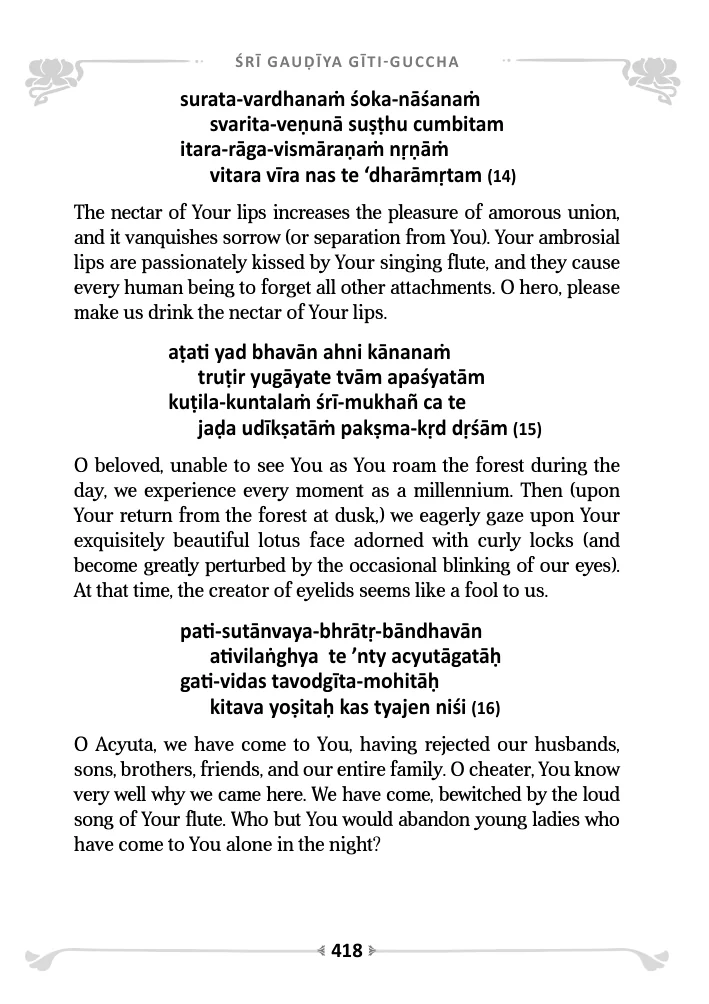 ŚRĪ GAUḌĪYA GĪTI-GUCCHA
surata-vardhanaṁ śoka-nāśanaṁ
svarita-veṇunā suṣṭhu cumbitam
itara-rāga-vismāraṇaṁ nṛṇāṁ
vitara vīra nas te ‘dharāmṛtam (14)
The nectar of Your lips increases the pleasure of amorous union,
and it vanquishes sorrow (or separation from You). Your ambrosial
lips are passionately kissed by Your singing flute, and they cause
every human being to forget all other attachments. O hero, please
make us drink the nectar of Your lips.
aṭati yad bhavān ahni kānanaṁ
truṭir yugāyate tvām apaśyatām
kuṭila-kuntalaṁ śrī-mukhañ ca te
jaḍa udīkṣatāṁ pakṣma-kṛd dṛśām (15)
O beloved, unable to see You as You roam the forest during the
day, we experience every moment as a millennium. Then (upon
Your return from the forest at dusk,) we eagerly gaze upon Your
exquisitely beautiful lotus face adorned with curly locks (and
become greatly perturbed by the occasional blinking of our eyes).
At that time, the creator of eyelids seems like a fool to us.
pati-sutānvaya-bhrātṛ-bāndhavān
ativilaṅghya te ’nty acyutāgatāḥ
gati-vidas tavodgīta-mohitāḥ
kitava yoṣitaḥ kas tyajen niśi (16)
O Acyuta, we have come to You, having rejected our husbands,
sons, brothers, friends, and our entire family. O cheater, You know
very well why we came here. We have come, bewitched by the loud
song of Your flute. Who but You would abandon young ladies who
have come to You alone in the night?
418